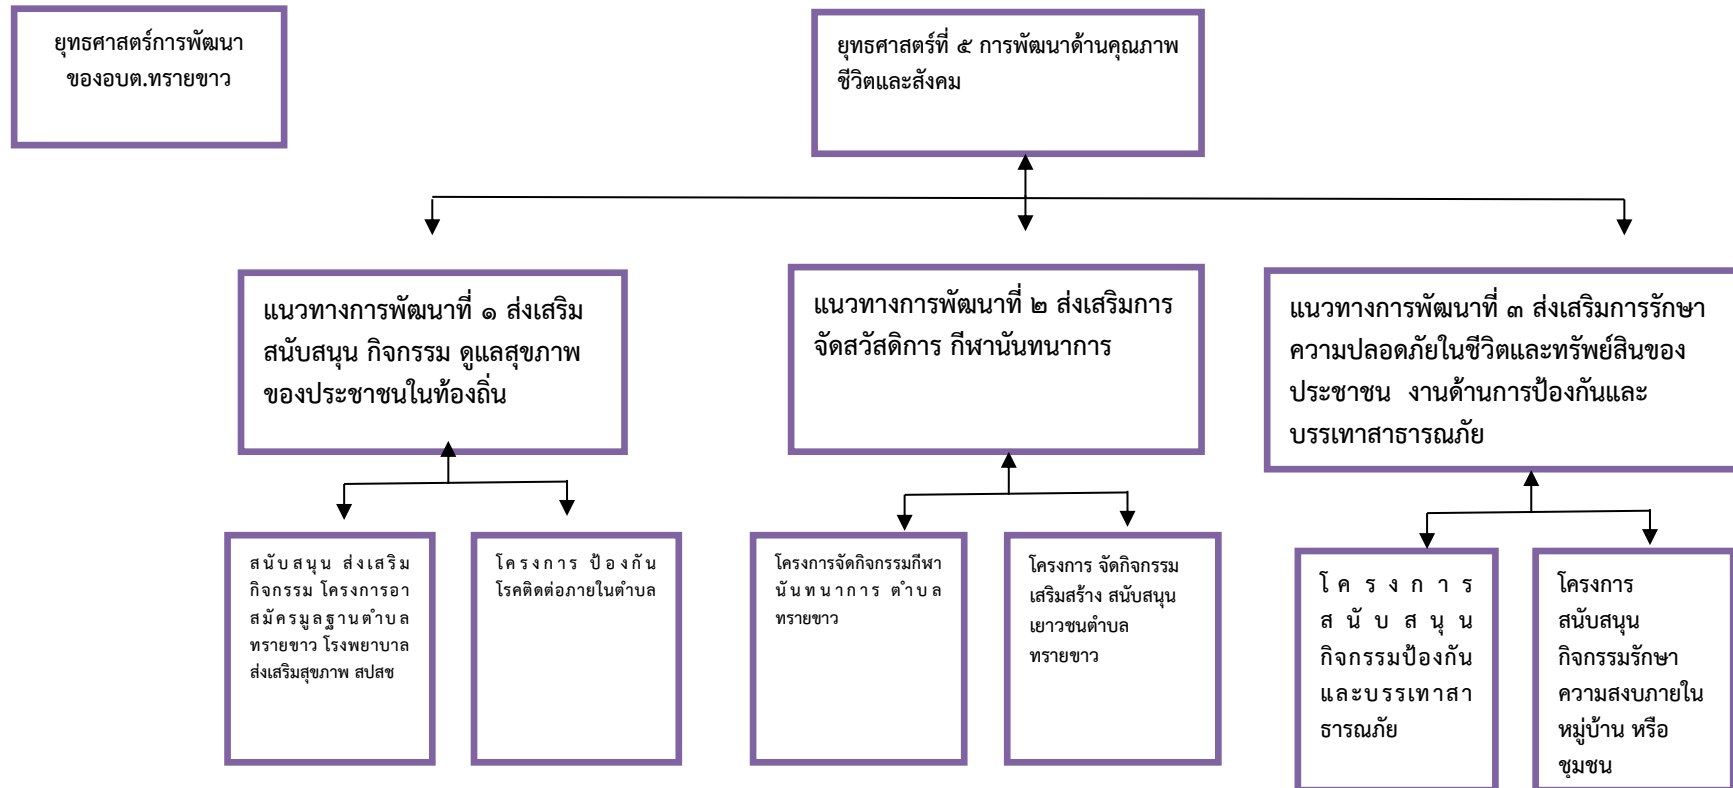 ยุทธศาสตร์การพัฒนา
ของอบต.ทรายขาว
ยุทธศาสตร์ที่ ๕ การพัฒนาด้านคุณภาพ
ชีวิตและสังคม
แนวทางการพัฒนาที่ ๑ ส่งเสริม
สนับสนุน กิจกรรม ดูแลสุขภาพ
ของประชาชนในท้องถิ่น
แนวทางการพัฒนาที่ ๒ ส่งเสริมการ
จัดสวัสดิการ กีฬานันทนาการ
แนวทางการพัฒนาที่ ๓ ส่งเสริมการรักษา
ความปลอดภัยในชีวิตและทรัพย์สินของ
ประชาชน งานด้านการป้องกันและ
บรรเทาสาธารณภัย
สนับสนุน ส่งเสริม
กิจกรรม โครงการอา
สมัครมูลฐานตำบล
ทรายขาว โรงพยาบาล
ส่งเสริมสุขภาพ สปสช
โครงการ ป้องกัน
โรคติดต่อภายในตำบล
โครงการจัดกิจกรรมกีฬา
นันทนาการ ตำบล
ทรายขาว
โครงการ จัดกิจกรรม
เสริมสร้าง สนับสนุน
เยาวชนตำบล
ทรายขาว
โครงการ
สนับสนุน
กิจกรรมป้องกัน
และบรรเทาสา
ธารณภัย
โครงการ
สนับสนุน
กิจกรรมรักษา
ความสงบภายใน
หมู่บ้าน หรือ
ชุมชน